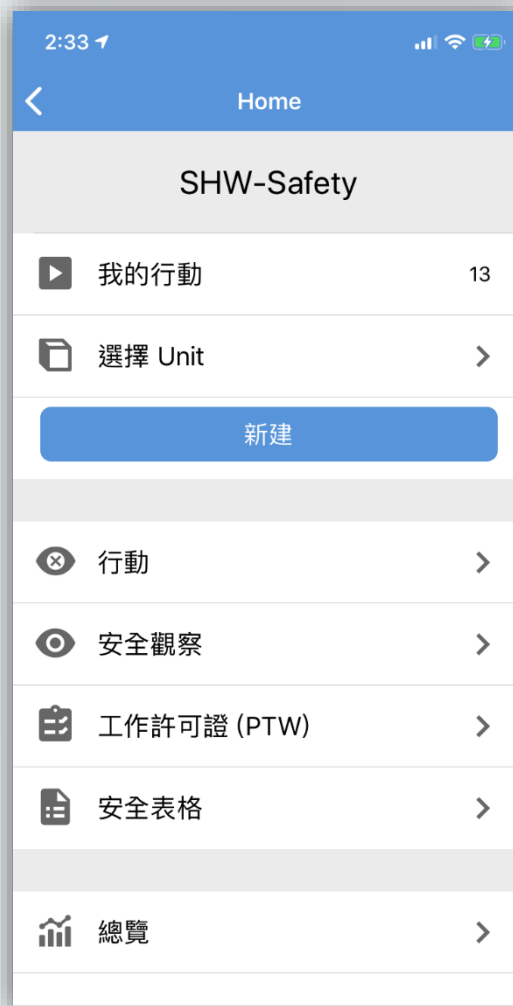 2:33
Home
SHW-Safety
我的行動 13
選擇 Unit
新建
行動
安全觀察
工作許可證 (PTW)
安全表格
總覽